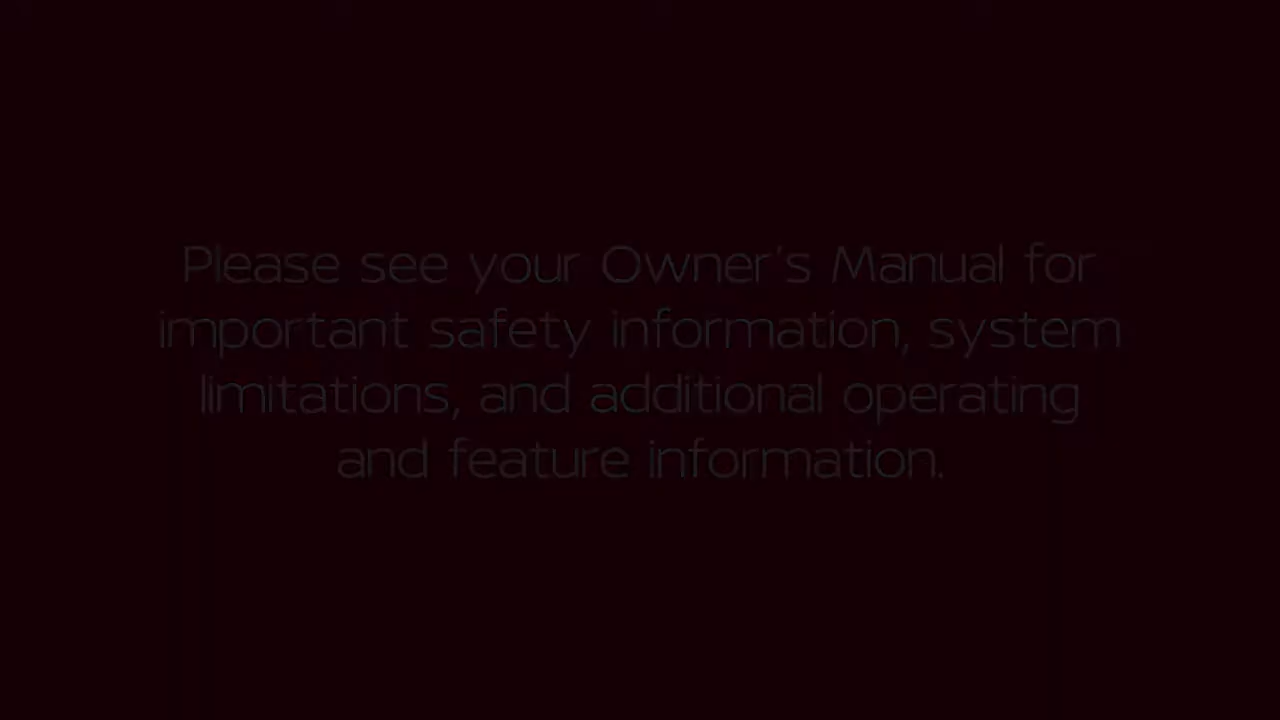 Please see your Owner's Manual for
important safety information, system
limitations, and additional operating
and feature information.